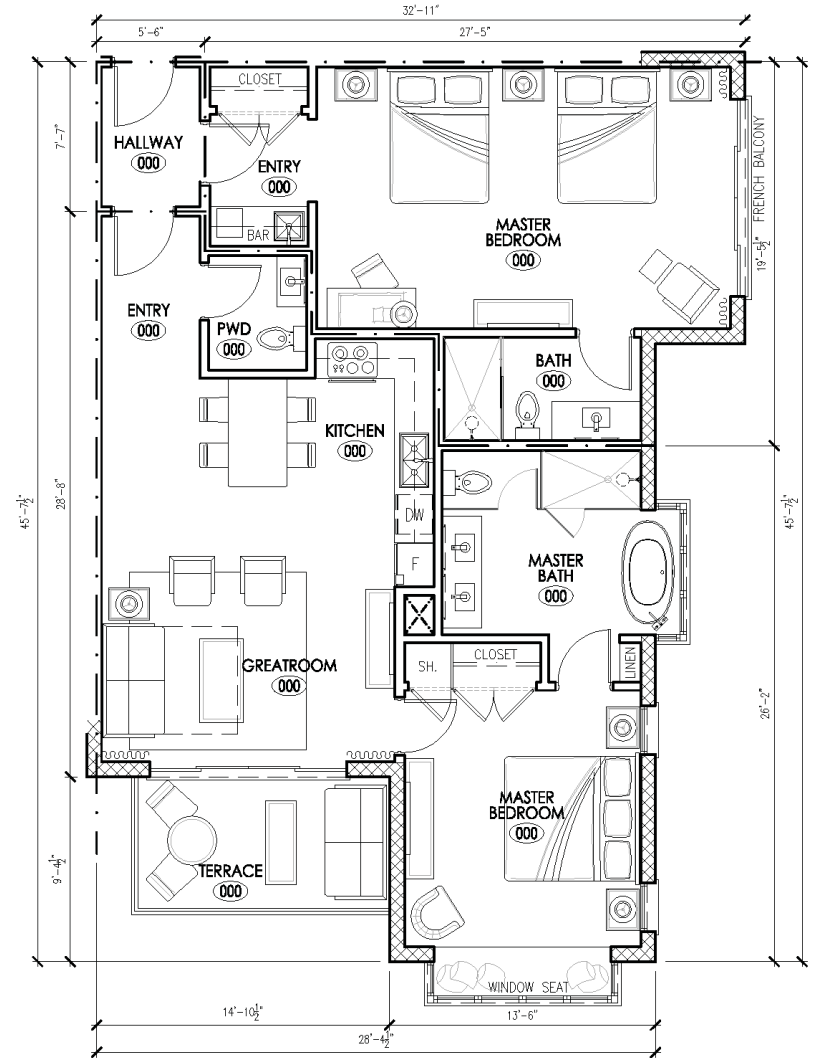 32'-11"
5'-6"
27'-5"
CLOSET
7'-7"
HALLWAY
000
ENTRY
000
BAR
MASTER
BEDROOM
000
FRENCH BALCONY
19'-5½"
ENTRY
000
PWD
000
BATH
000
KITCHEN
000
45'-7½"
28'-8"
45'-7½"
DW
F
MASTER
BATH
000
GREATROOM
000
SH.
CLOSET
LINEN
26'-2"
MASTER
BEDROOM
000
TERRACE
000
9'-4½"
WINDOW SEAT
14'-10½"
13'-6"
28'-4½"